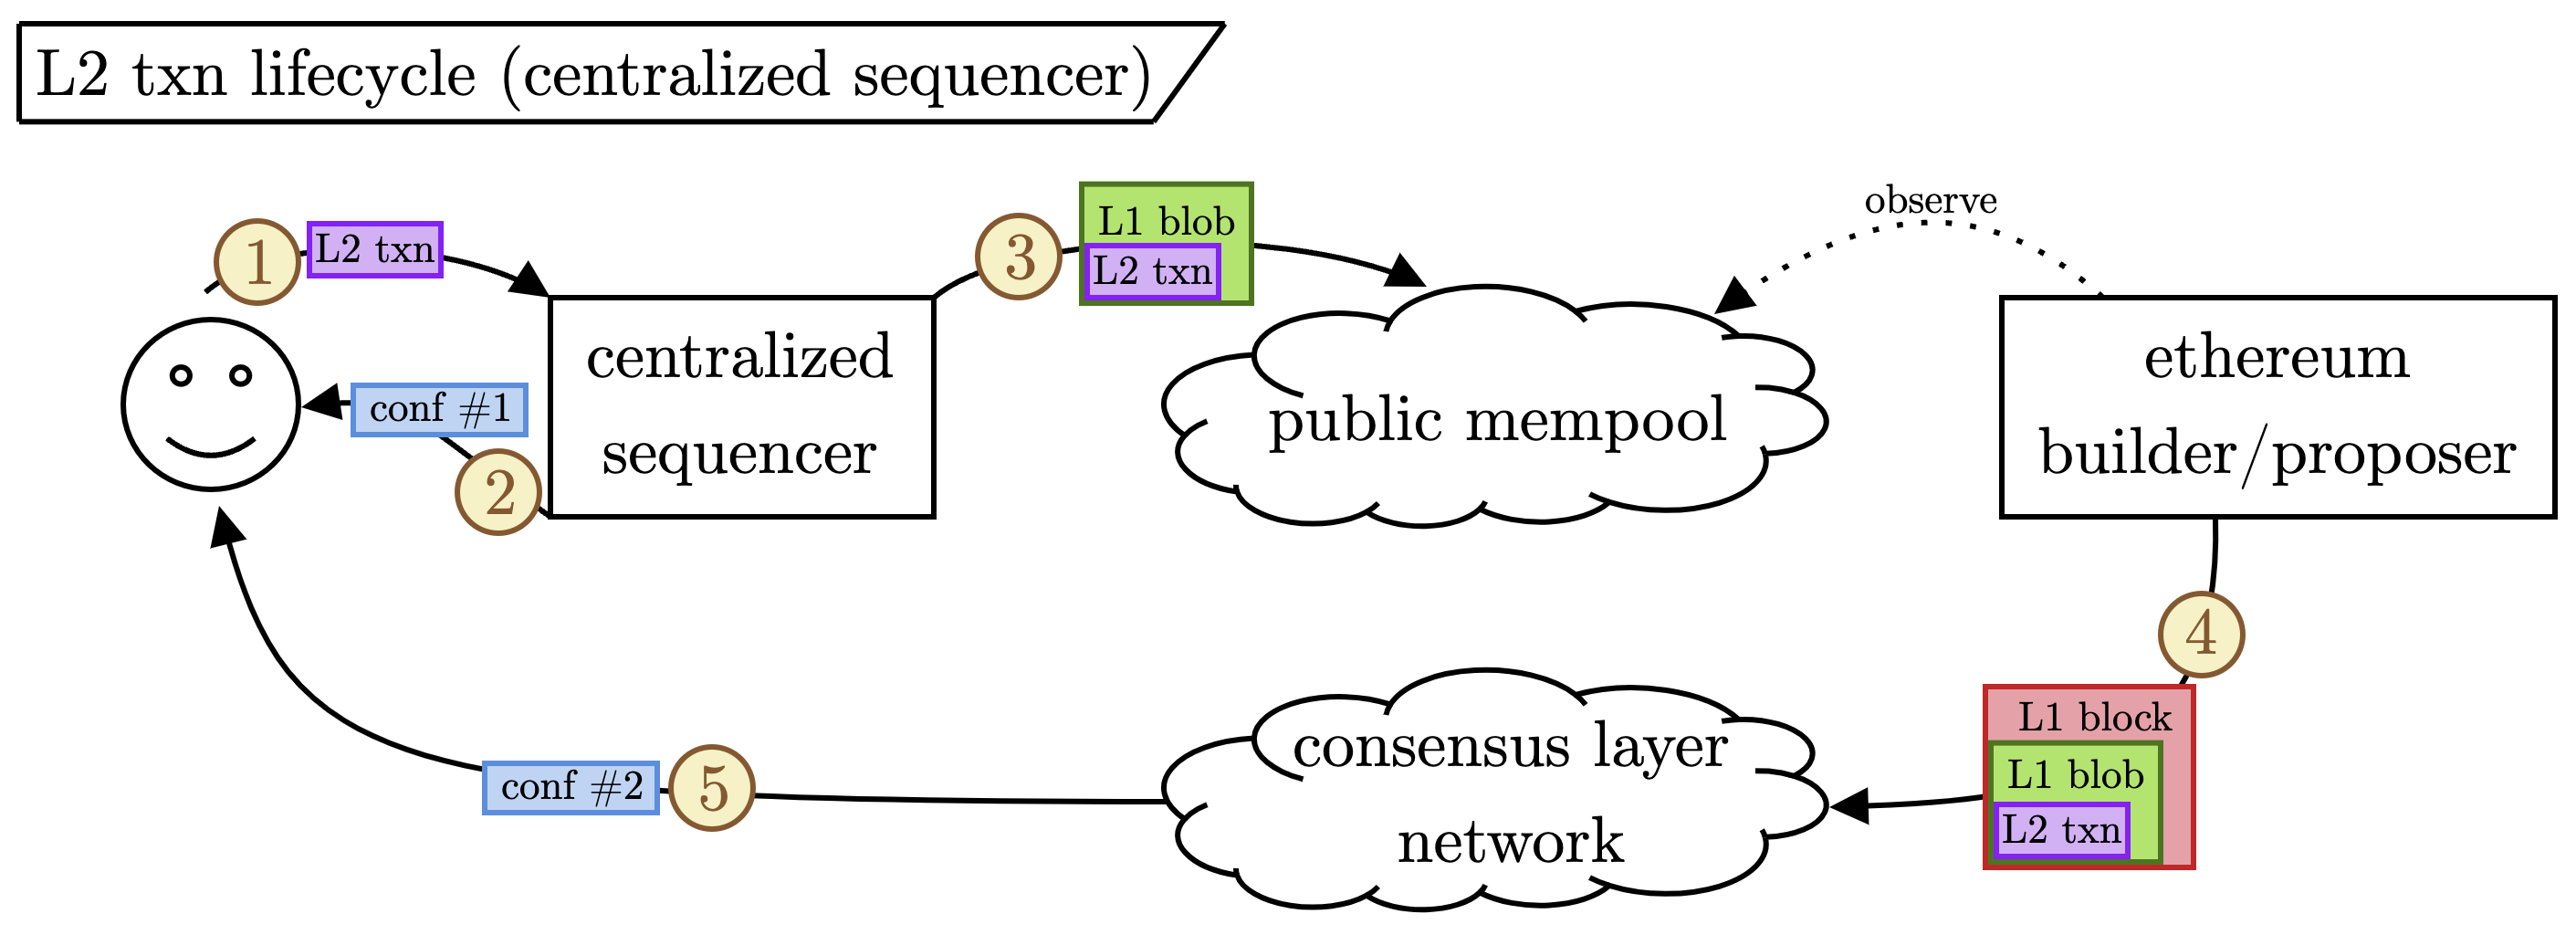 L2 txn lifecycle (centralized sequencer)
1
L2 txn
3
L1 blob
L2 txn
observe
conf #1
2
centralized
sequencer
public mempool
ethereum
builder/proposer
4
L1 block
L1 blob
L2 txn
consensus layer
network
5
conf #2